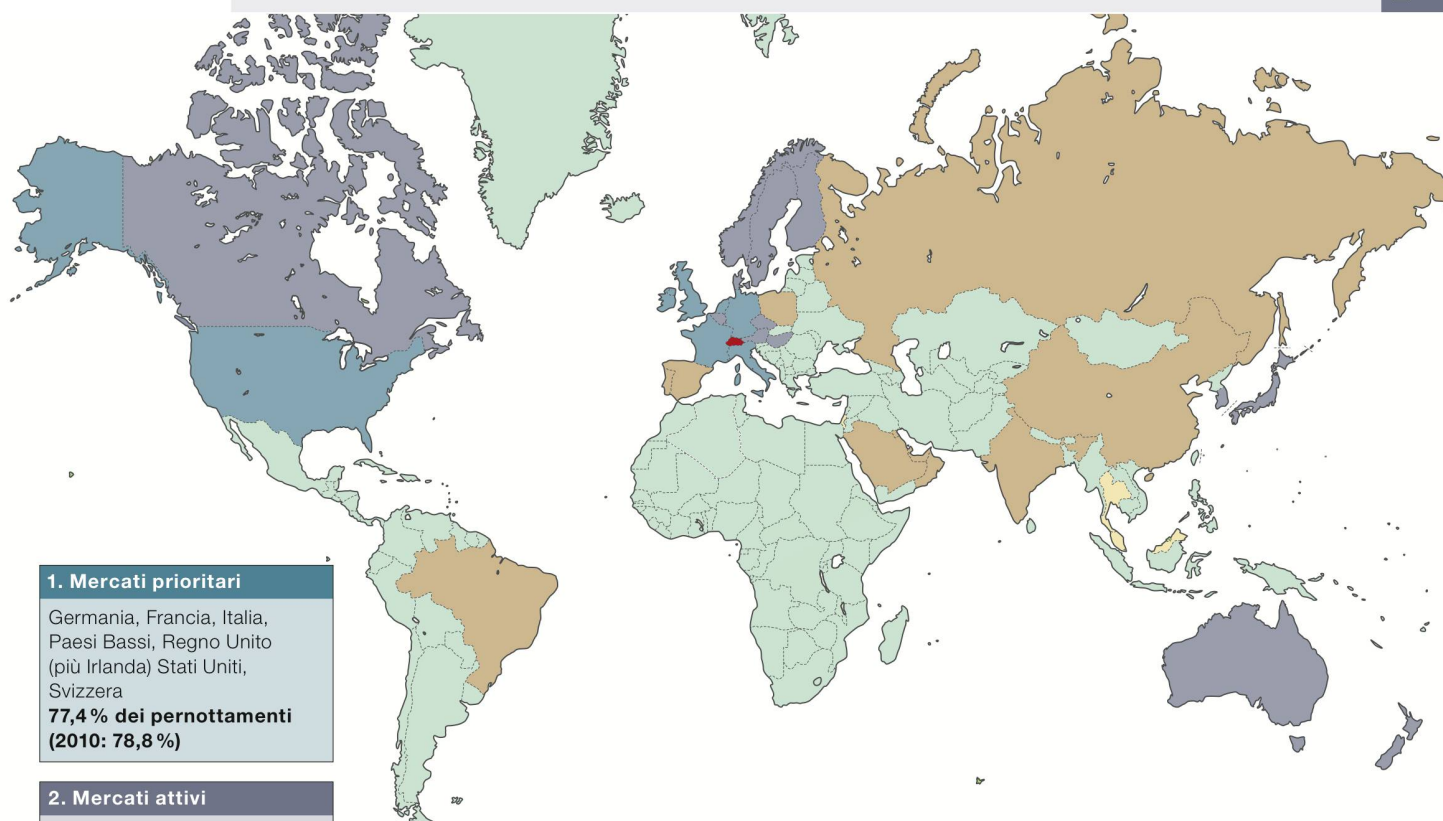 1. Mercati prioritari
Germania, Francia, Italia,
Paesi Bassi, Regno Unito
(più Irlanda) Stati Uniti,
Svizzera
77,4 % dei pernottamenti
(2010: 78,8 %)
2. Mercati attivi